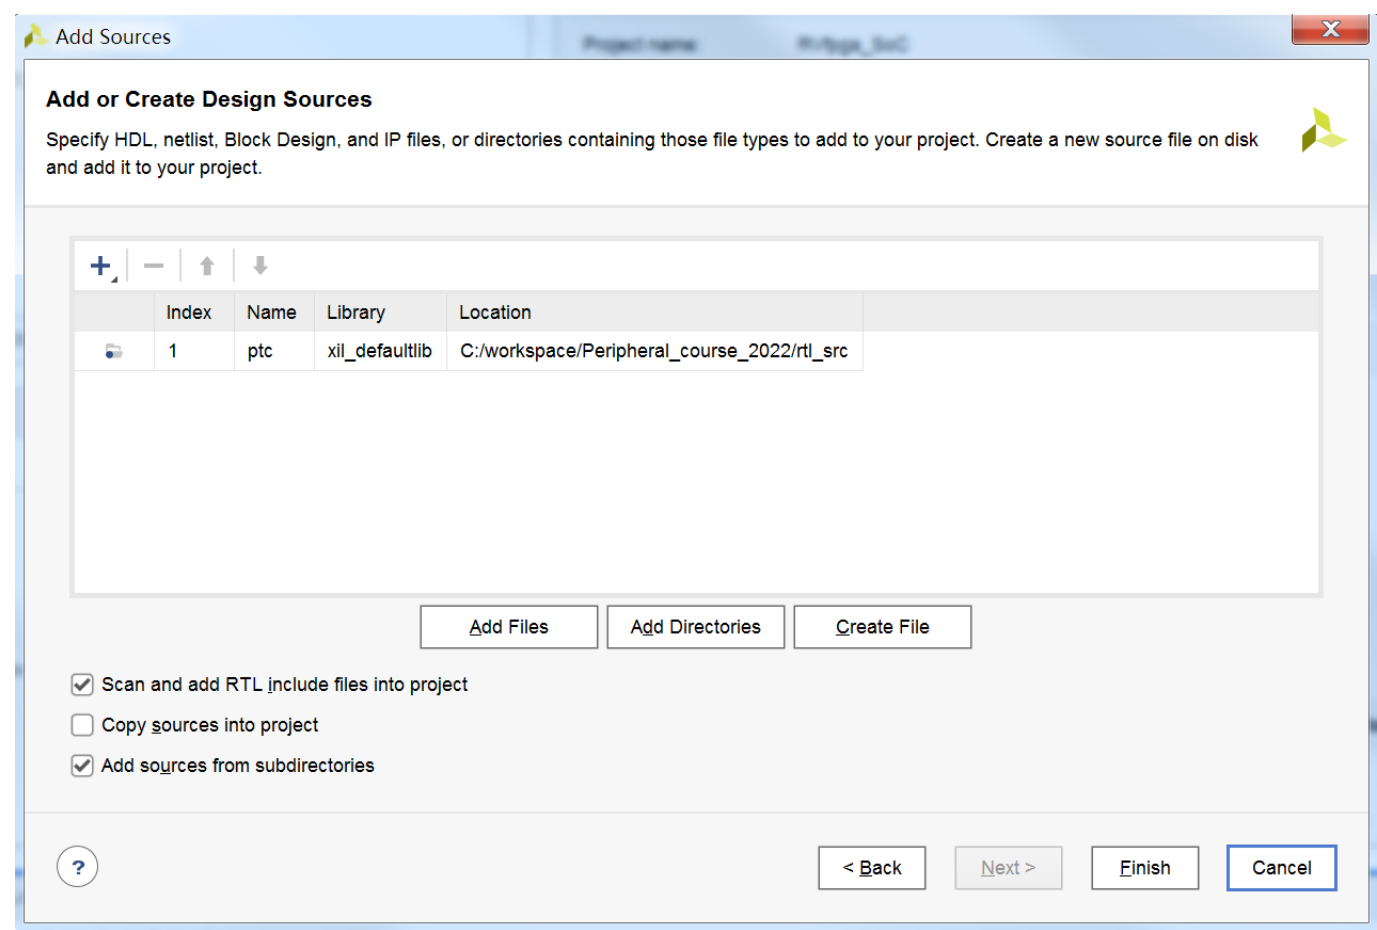 Add Sources
Project name: RVfpga_SoC
Add or Create Design Sources
Specify HDL, netlist, Block Design, and IP files, or directories containing those file types to add to your project. Create a new source file on disk
and add it to your project.
Index Name Library Location
1 ptc xil_defaultlib C:/workspace/Peripheral_course_2022/rtl_src
Add Files Add Directories Create File
Scan and add RTL include files into project
Copy sources into project
Add sources from subdirectories
? < Back Next > Finish Cancel